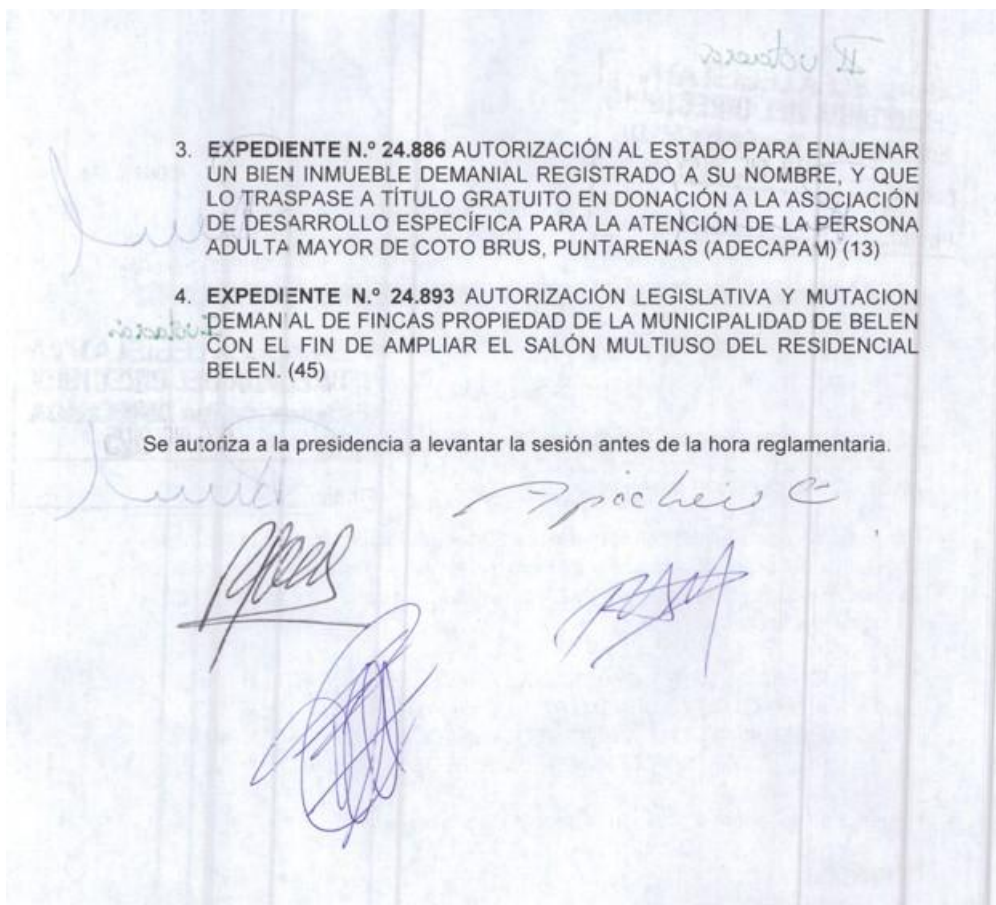 3. EXPEDIENTE N.º 24.886 AUTORIZACIÓN AL ESTADO PARA ENAJENAR
UN BIEN INMUEBLE DEMANIAL REGISTRADO A SU NOMBRE, Y QUE
LO TRASPASE A TÍTULO GRATUITO EN DONACIÓN A LA ASOCIACIÓN
DE DESARROLLO ESPECÍFICA PARA LA ATENCIÓN DE LA PERSONA
ADULTA MAYOR DE COTO BRUS, PUNTARENAS (ADECAPAM) (13)
4. EXPEDIENTE N.º 24.893 AUTORIZACIÓN LEGISLATIVA Y MUTACION
DEMANIAL DE FINCAS PROPIEDAD DE LA MUNICIPALIDAD DE BELEN
CON EL FIN DE AMPLIAR EL SALÓN MULTIUSO DEL RESIDENCIAL
BELEN. (45)
Se autoriza a la presidencia a levantar la sesión antes de la hora reglamentaria.